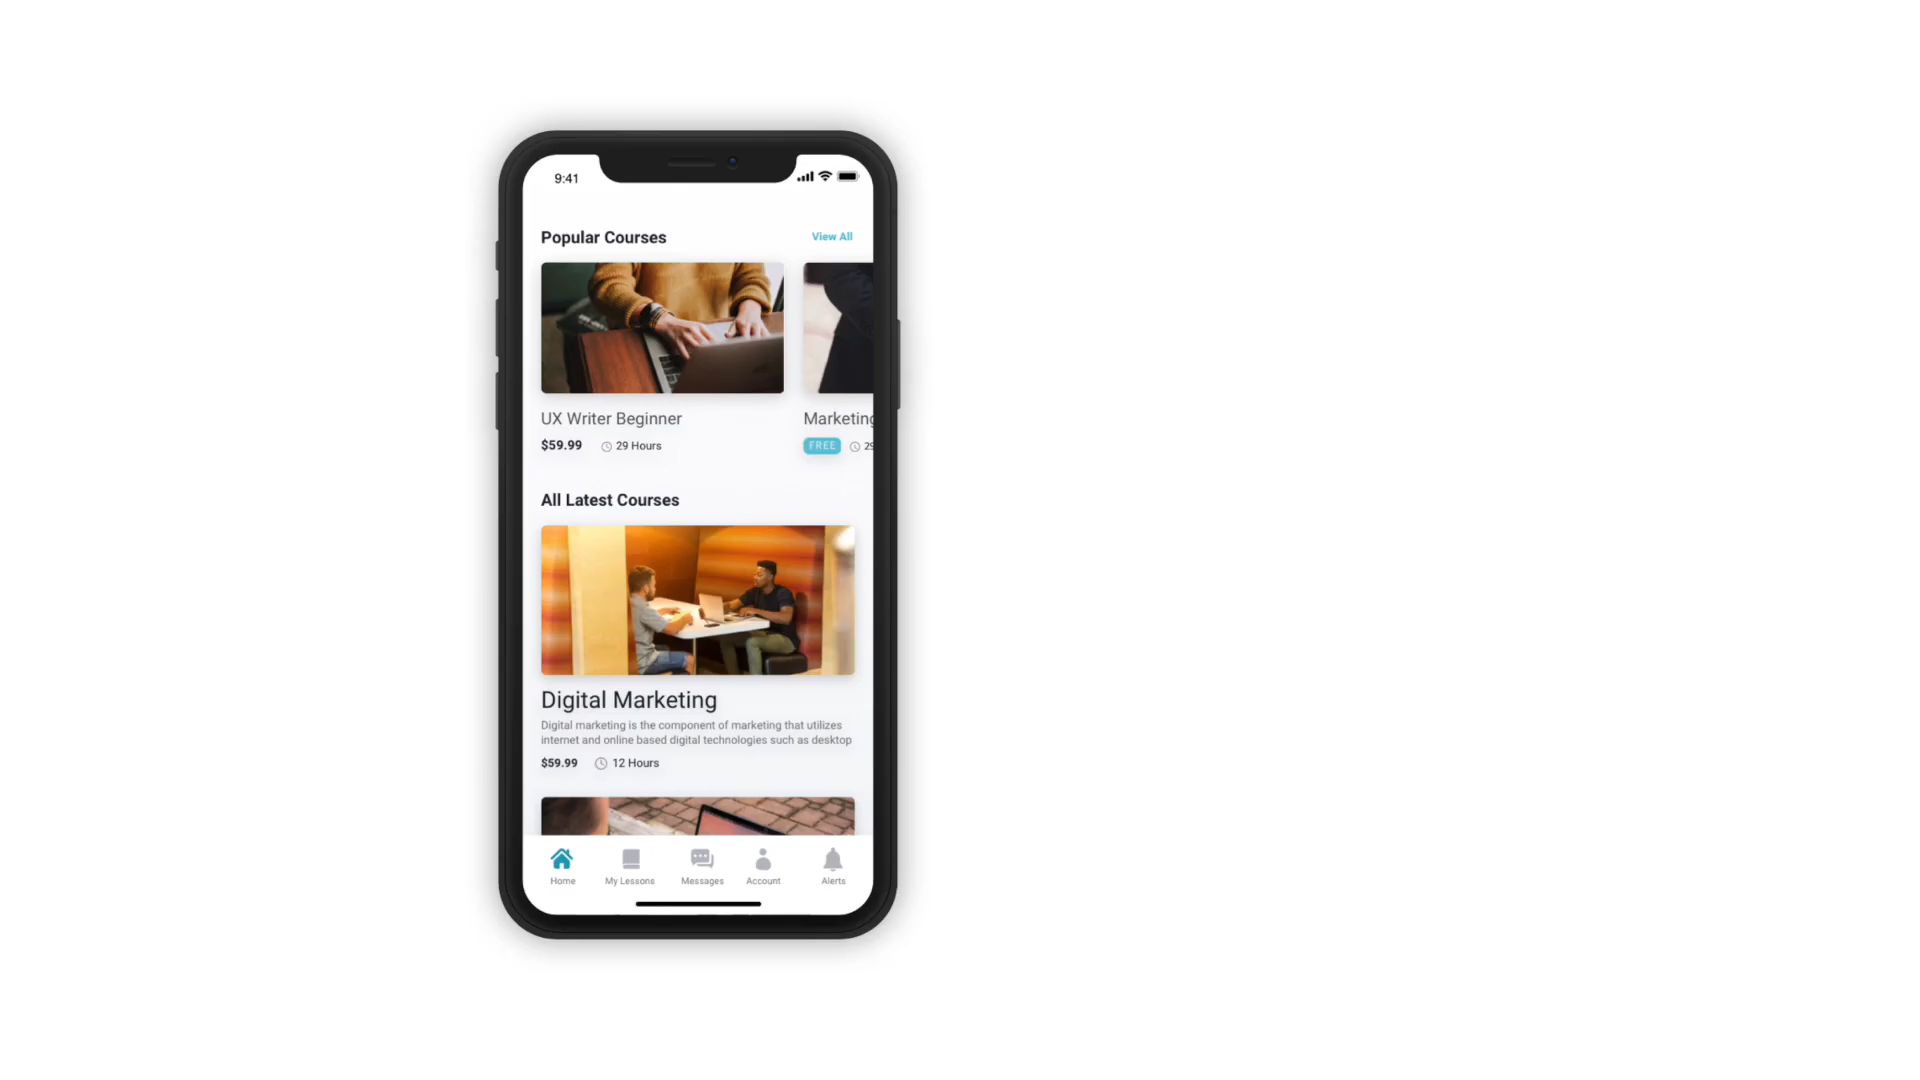 9:41
Popular Courses
View All
UX Writer Beginner
$59.99
29 Hours
Marketing
FREE
29
All Latest Courses
Digital Marketing
Digital marketing is the component of marketing that utilizes
internet and online based digital technologies such as desktop
$59.99
12 Hours
Home
My Lessons
Messages
Account
Alerts